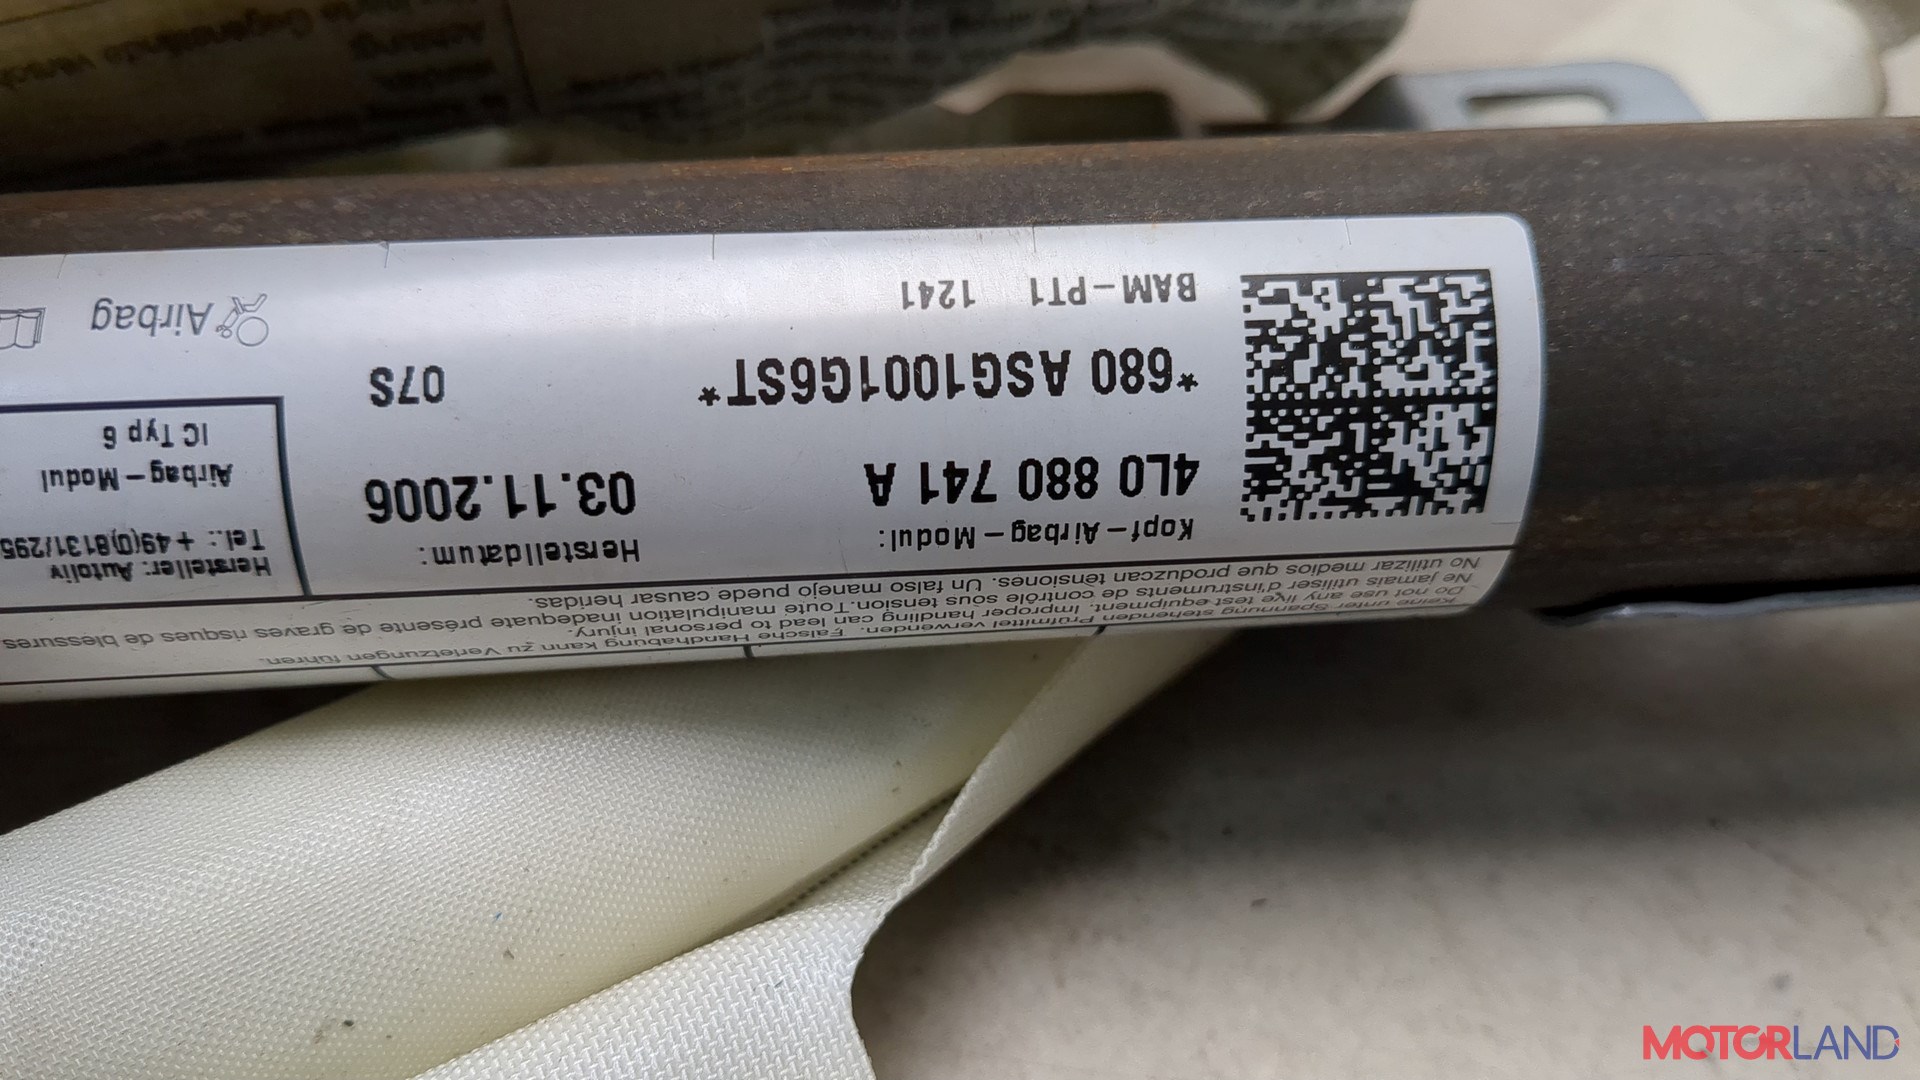 Keine unter Spannung stehenden Prüfmittel verwenden. Falsche Handhabung kann zu Verletzungen führen.
Do not use any live test equipment. Improper handling can lead to personal injury.
Ne jamais utiliser d'instruments de contrôle sous tension. Toute manipulation inadequate présente de graves risques de blessures.
No utilizar medios que produzcan tensiones. Un falso manejo puede causar heridas.
Kopf-Airbag-Modul:
4L0 880 741 A
*680 ASG1001G6ST*
BAM-PT1 1241
Herstelldatum:
03.11.2006
07S
Hersteller: Autoliv
Tel.: +49(0)8131/295
Airbag-Modul
IC Typ 6
Airbag
MOTORLAND